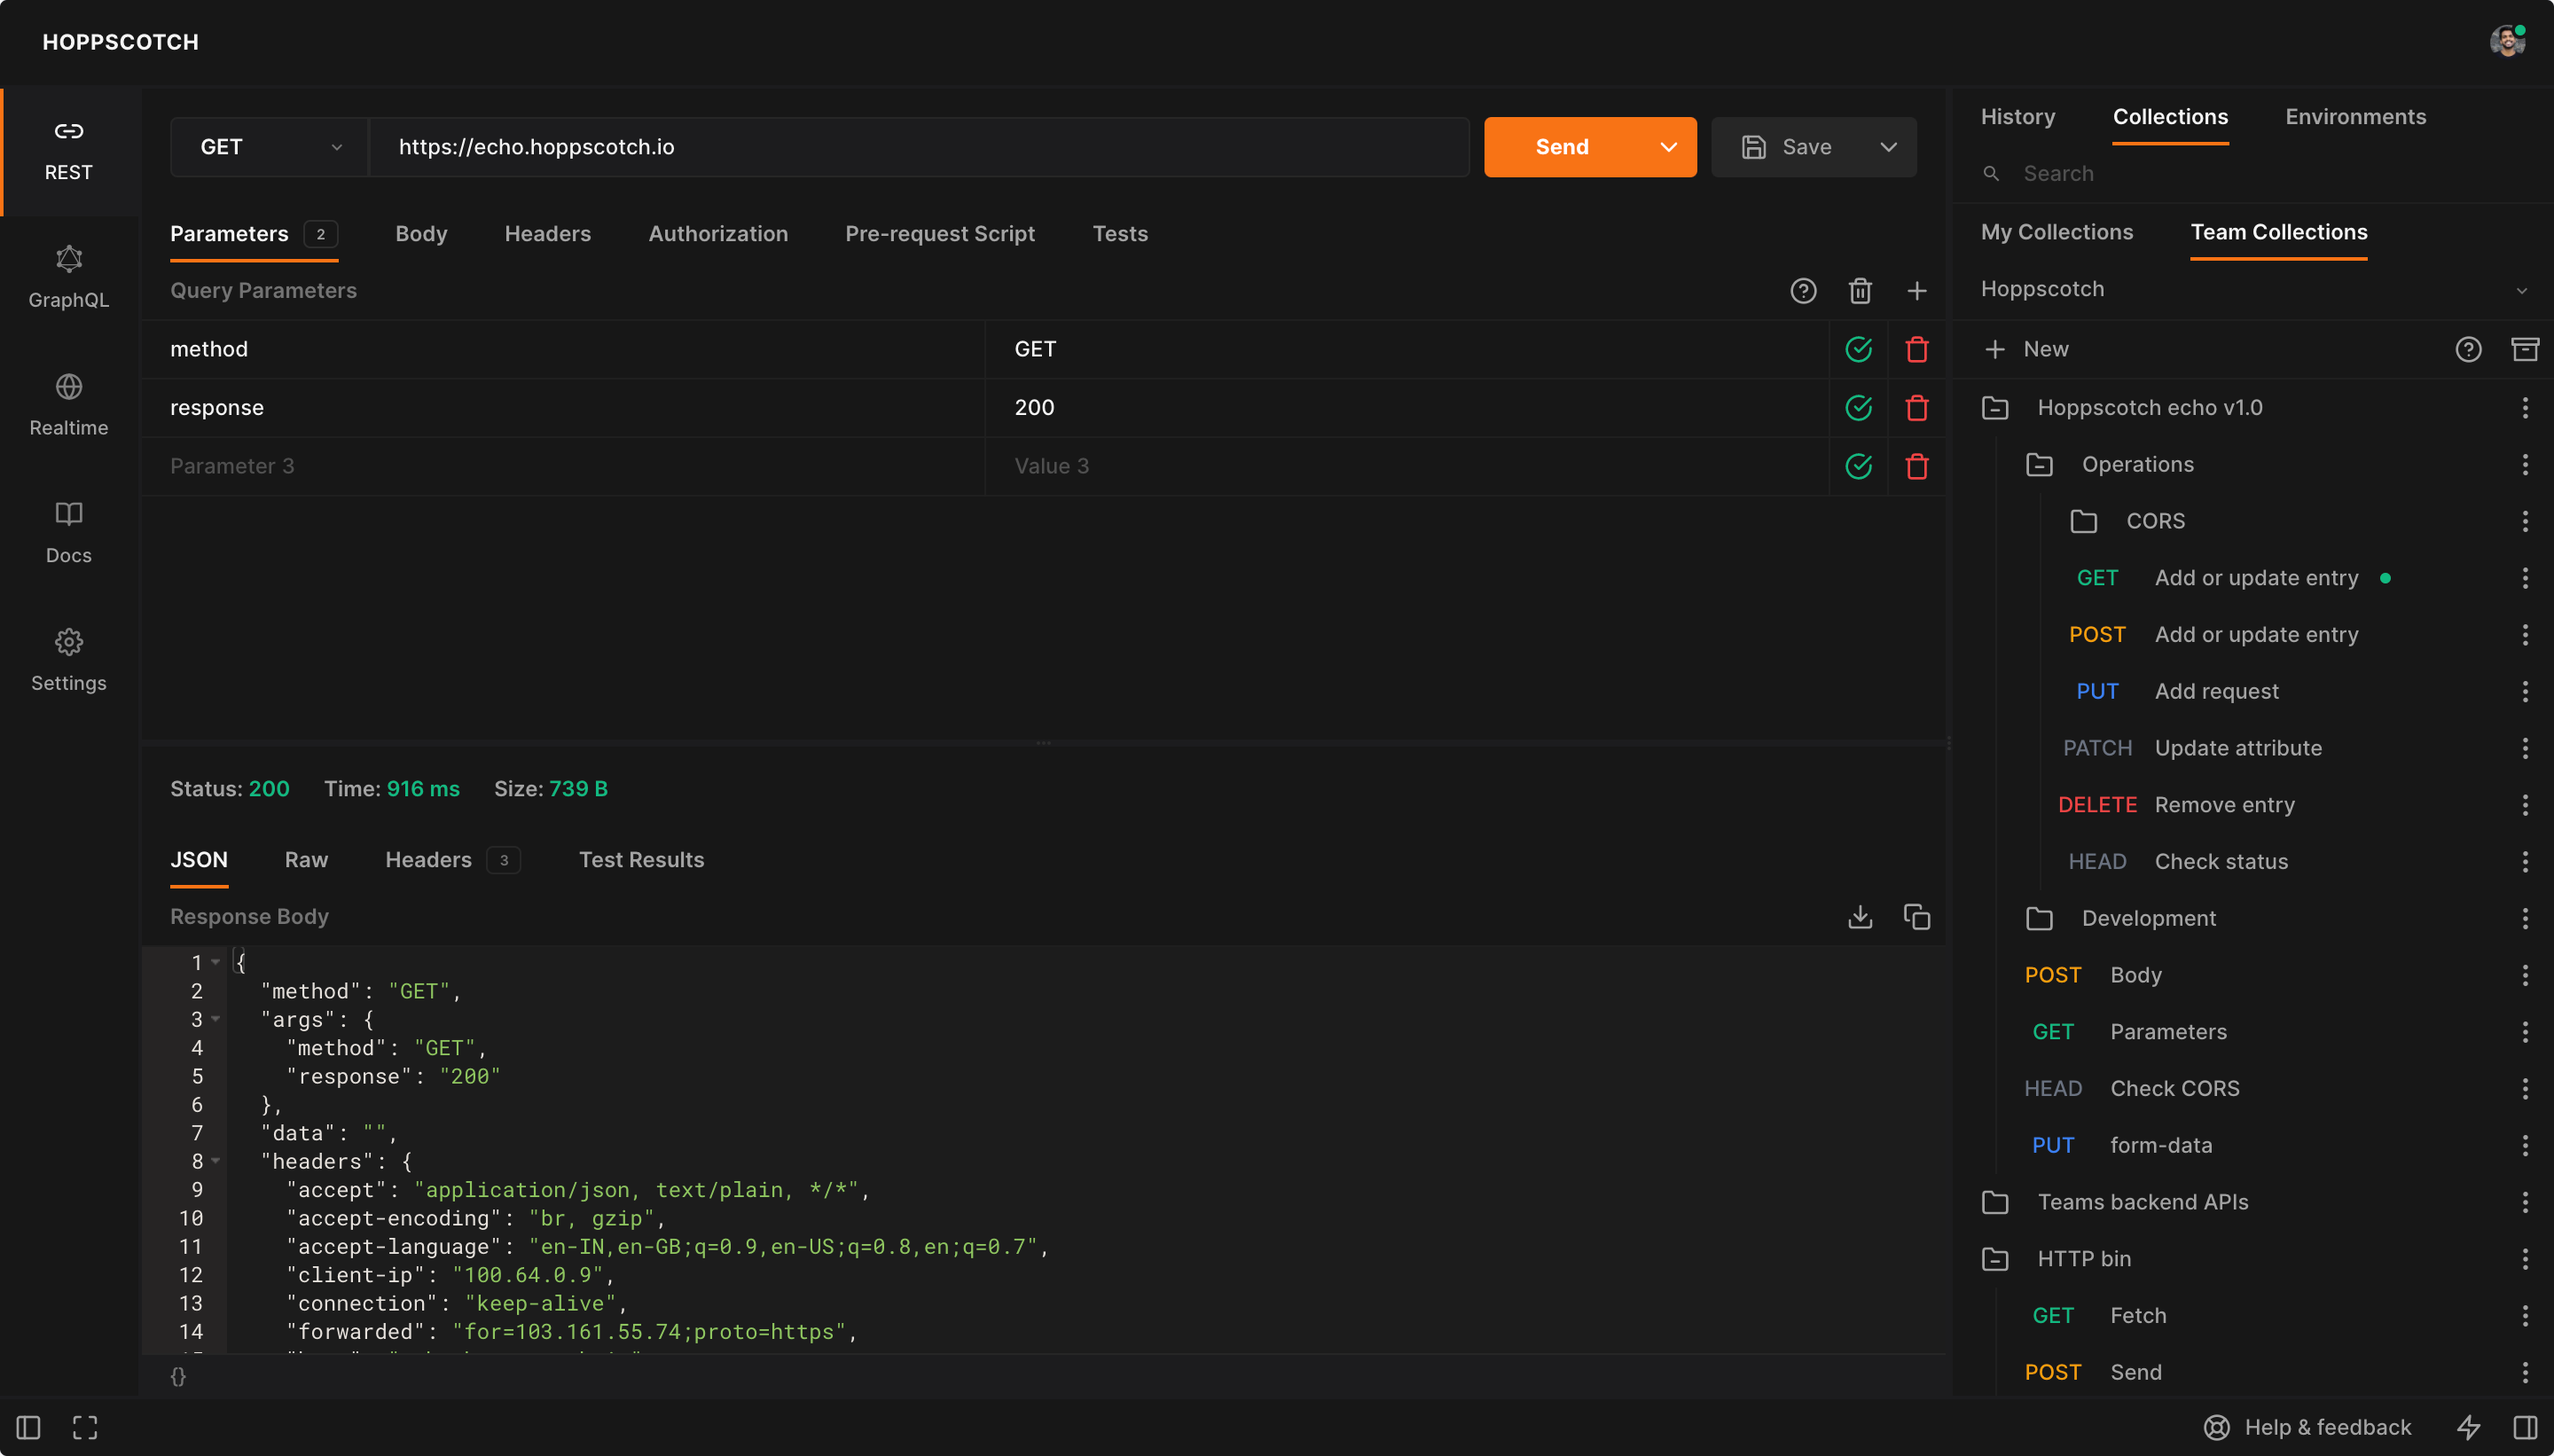 HOPPSCOTCH
REST
GraphQL
Realtime
Docs
Settings
GET
https://echo.hoppscotch.io
Send
Save
Parameters 2
Body
Headers
Authorization
Pre-request Script
Tests
Query Parameters
method GET
response 200
Parameter 3 Value 3
Status: 200 Time: 916 ms Size: 739 B
JSON
Raw
Headers 3
Test Results
Response Body
1 {
2 "method": "GET",
3 "args": {
4 "method": "GET",
5 "response": "200"
6 },
7 "data": "",
8 "headers": {
9 "accept": "application/json, text/plain, */*",
10 "accept-encoding": "br, gzip",
11 "accept-language": "en-IN,en-GB;q=0.9,en-US;q=0.8,en;q=0.7",
12 "client-ip": "100.64.0.9",
13 "connection": "keep-alive",
14 "forwarded": "for=103.161.55.74;proto=https",
{}
History
Collections
Environments
Search
My Collections
Team Collections
Hoppscotch
New
Hoppscotch echo v1.0
Operations
CORS
GET Add or update entry
POST Add or update entry
PUT Add request
PATCH Update attribute
DELETE Remove entry
HEAD Check status
Development
POST Body
GET Parameters
HEAD Check CORS
PUT form-data
Teams backend APIs
HTTP bin
GET Fetch
POST Send
Help & feedback